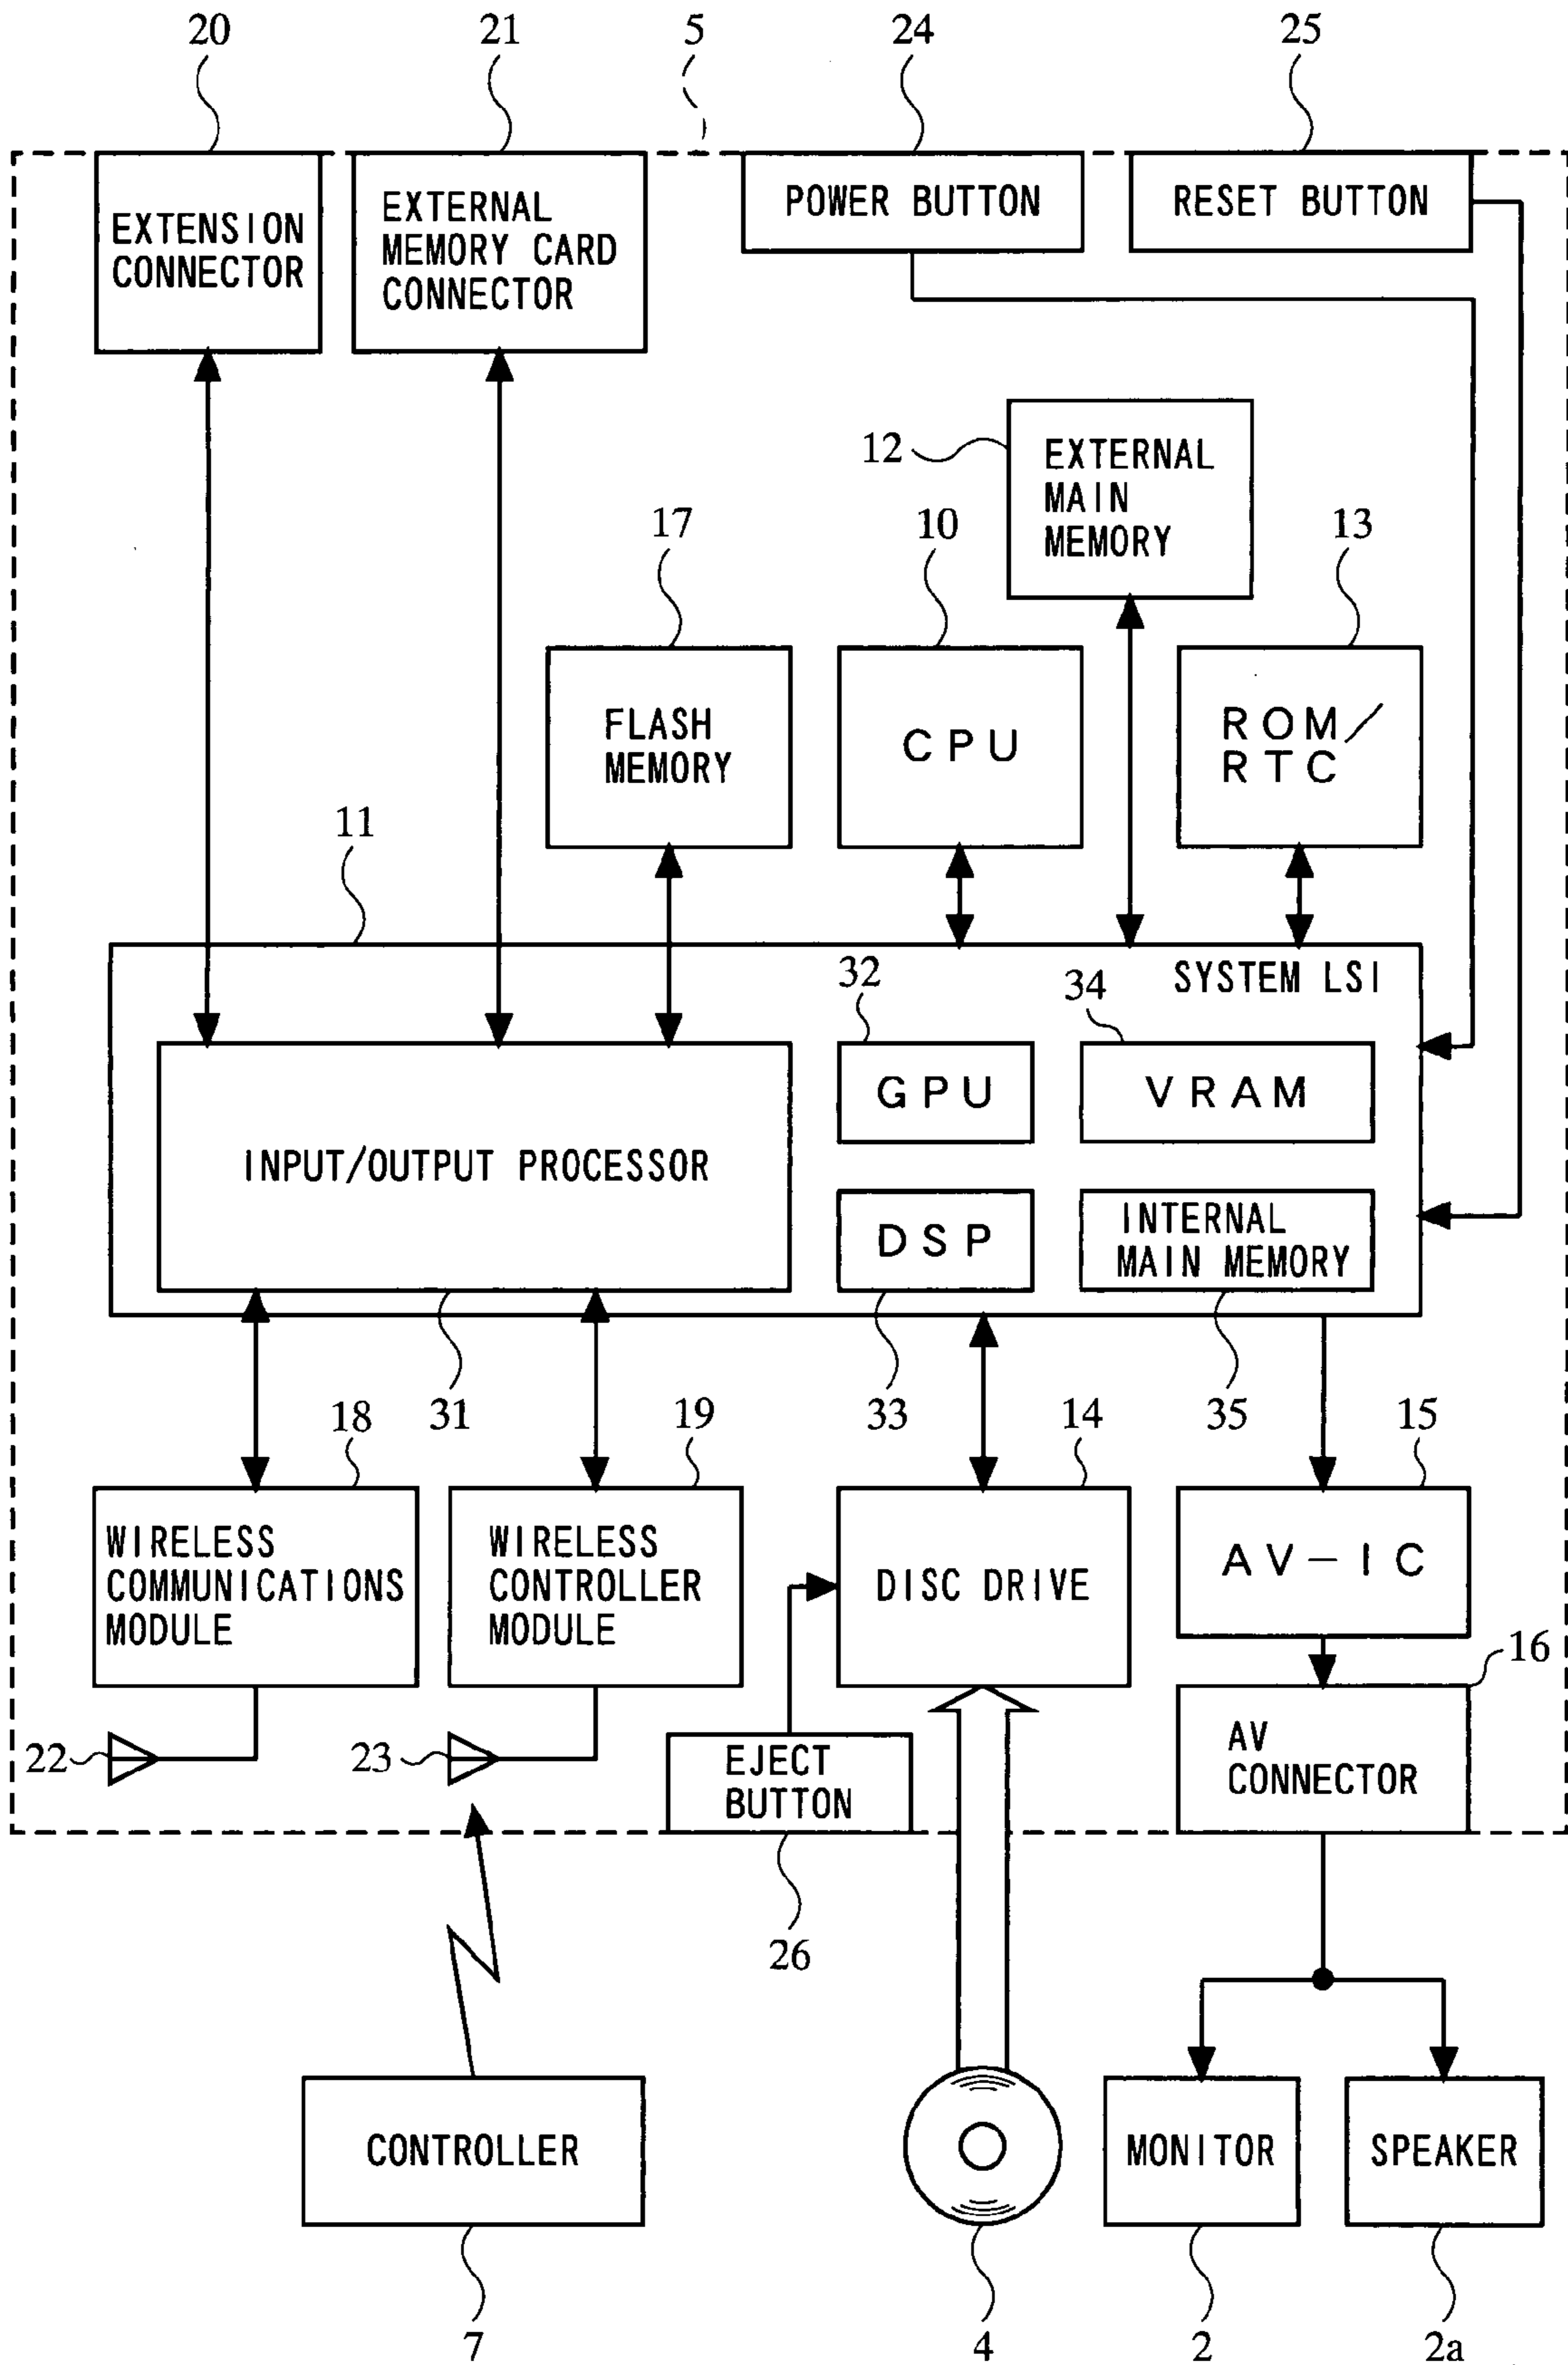 20
21
5
24
25
EXTENSION
CONNECTOR
EXTERNAL
MEMORY CARD
CONNECTOR
POWER BUTTON
RESET BUTTON
12
EXTERNAL
MAIN
MEMORY
17
10
13
FLASH
MEMORY
CPU
ROM/
RTC
11
SYSTEM LSI
32
34
GPU
VRAM
INPUT/OUTPUT PROCESSOR
DSP
INTERNAL
MAIN MEMORY
18
31
19
33
14
35
15
WIRELESS
COMMUNICATIONS
MODULE
WIRELESS
CONTROLLER
MODULE
DISC DRIVE
AV-IC
16
22
23
EJECT
BUTTON
AV
CONNECTOR
26
CONTROLLER
MONITOR
SPEAKER
7
4
2
2a